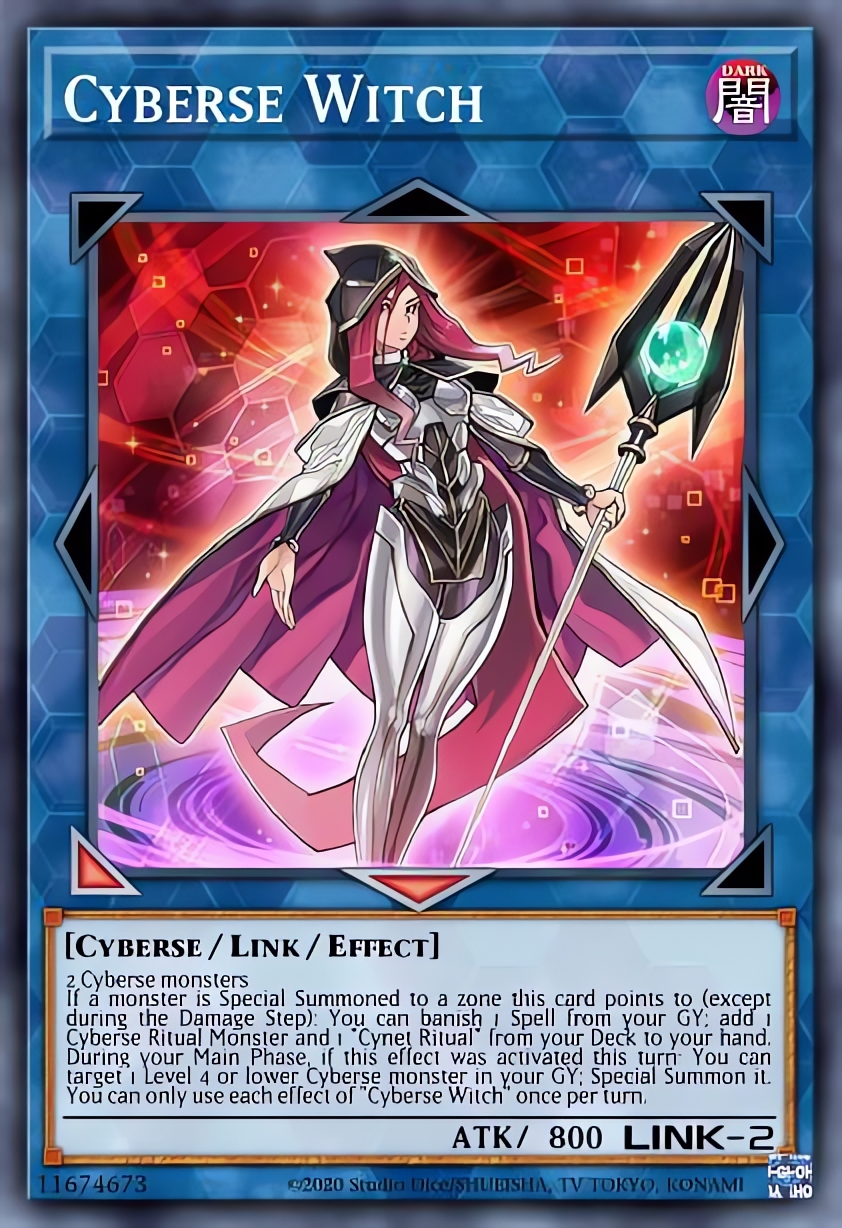 Cyberse Witch
DARK
闇
[Cyberse / Link / Effect]
2 Cyberse monsters
If a monster is Special Summoned to a zone this card points to (except
during the Damage Step): You can banish 1 Spell from your GY; add 1
Cyberse Ritual Monster and 1 "Cynet Ritual" from your Deck to your hand.
During your Main Phase, if this effect was activated this turn: You can
target 1 Level 4 or lower Cyberse monster in your GY; Special Summon it.
You can only use each effect of "Cyberse Witch" once per turn.
ATK/ 800 LINK-2
11674673
©2020 Studio Dice/SHUEISHA, TV TOKYO, KONAMI